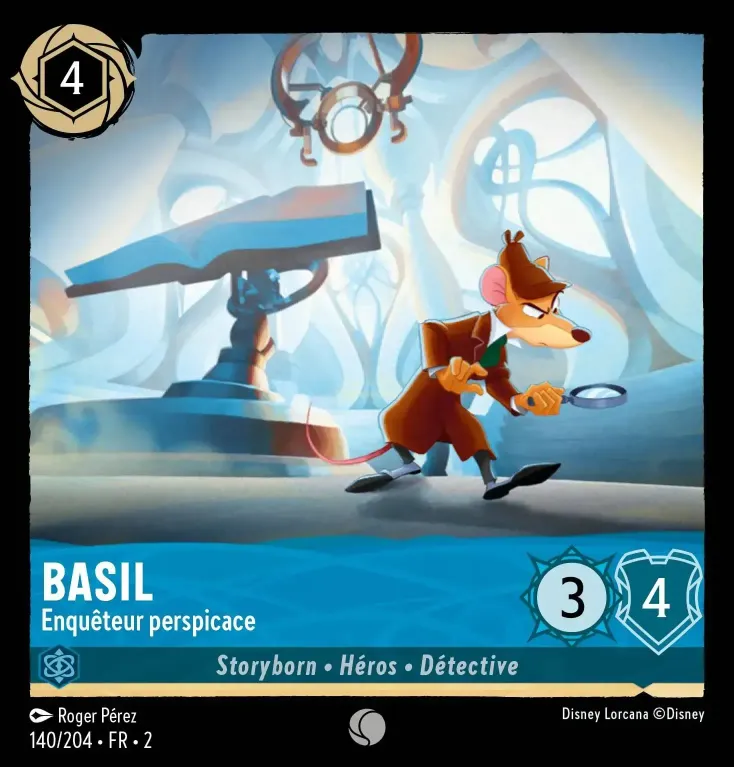 4
BASIL
Enquêteur perspicace
3
4
Storyborn • Héros • Détective
Roger Pérez
Disney Lorcana ©Disney
140/204 • FR • 2